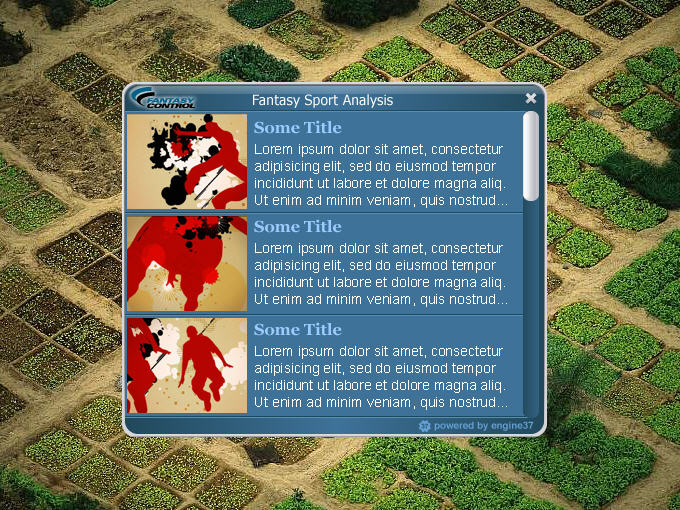 FANTASY
CONTROL
Fantasy Sport Analysis
Some Title
Lorem ipsum dolor sit amet, consectetur
adipisicing elit, sed do eiusmod tempor
incididunt ut labore et dolore magna aliq.
Ut enim ad minim veniam, quis nostrud...
Some Title
Lorem ipsum dolor sit amet, consectetur
adipisicing elit, sed do eiusmod tempor
incididunt ut labore et dolore magna aliq.
Ut enim ad minim veniam, quis nostrud...
Some Title
Lorem ipsum dolor sit amet, consectetur
adipisicing elit, sed do eiusmod tempor
incididunt ut labore et dolore magna aliq.
Ut enim ad minim veniam, quis nostrud...
37 powered by engine37